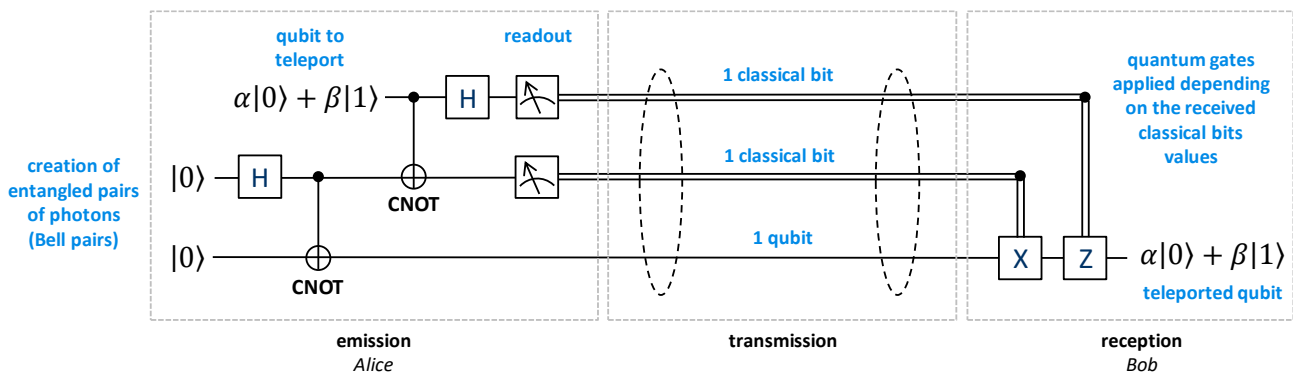 qubit to
teleport
readout
α|0⟩ + β|1⟩
H
1 classical bit
quantum gates
applied depending
on the received
classical bits
values
creation of
entangled pairs
of photons
(Bell pairs)
|0⟩
H
CNOT
1 classical bit
|0⟩
CNOT
1 qubit
X
Z
α|0⟩ + β|1⟩
teleported qubit
emission
Alice
transmission
reception
Bob